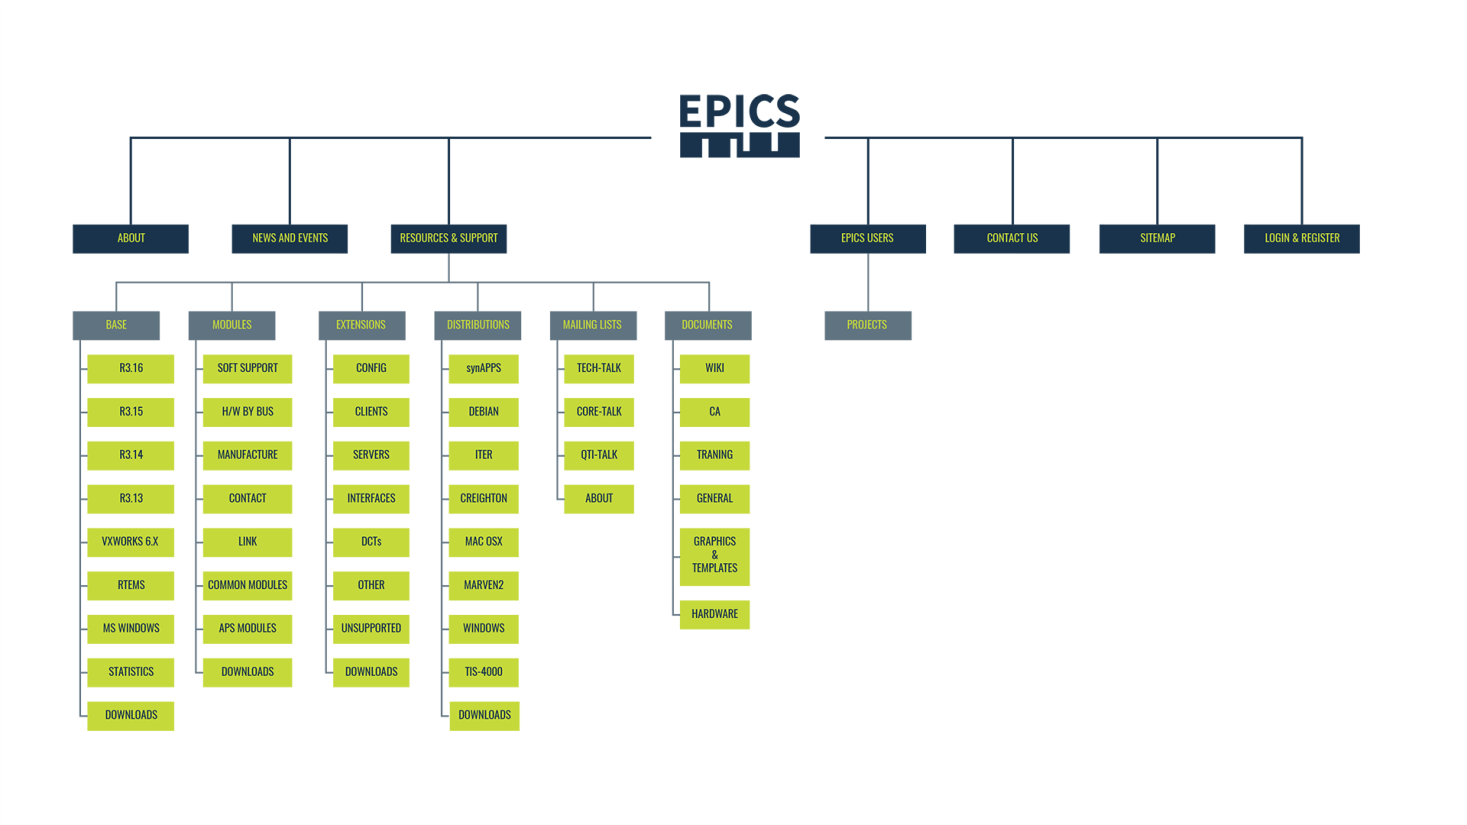 EPICS
ABOUT
NEWS AND EVENTS
RESOURCES & SUPPORT
EPICS USERS
CONTACT US
SITEMAP
LOGIN & REGISTER
BASE
MODULES
EXTENSIONS
DISTRIBUTIONS
MAILING LISTS
DOCUMENTS
PROJECTS
R3.16
R3.15
R3.14
R3.13
VXWORKS 6.X
RTEMS
MS WINDOWS
STATISTICS
DOWNLOADS
SOFT SUPPORT
H/W BY BUS
MANUFACTURE
CONTACT
LINK
COMMON MODULES
APS MODULES
DOWNLOADS
CONFIG
CLIENTS
SERVERS
INTERFACES
DCTs
OTHER
UNSUPPORTED
DOWNLOADS
synAPPS
DEBIAN
ITER
CREIGHTON
MAC OSX
MARVEN2
WINDOWS
TIS-4000
DOWNLOADS
TECH-TALK
CORE-TALK
QTI-TALK
ABOUT
WIKI
CA
TRANING
GENERAL
GRAPHICS
&
TEMPLATES
HARDWARE